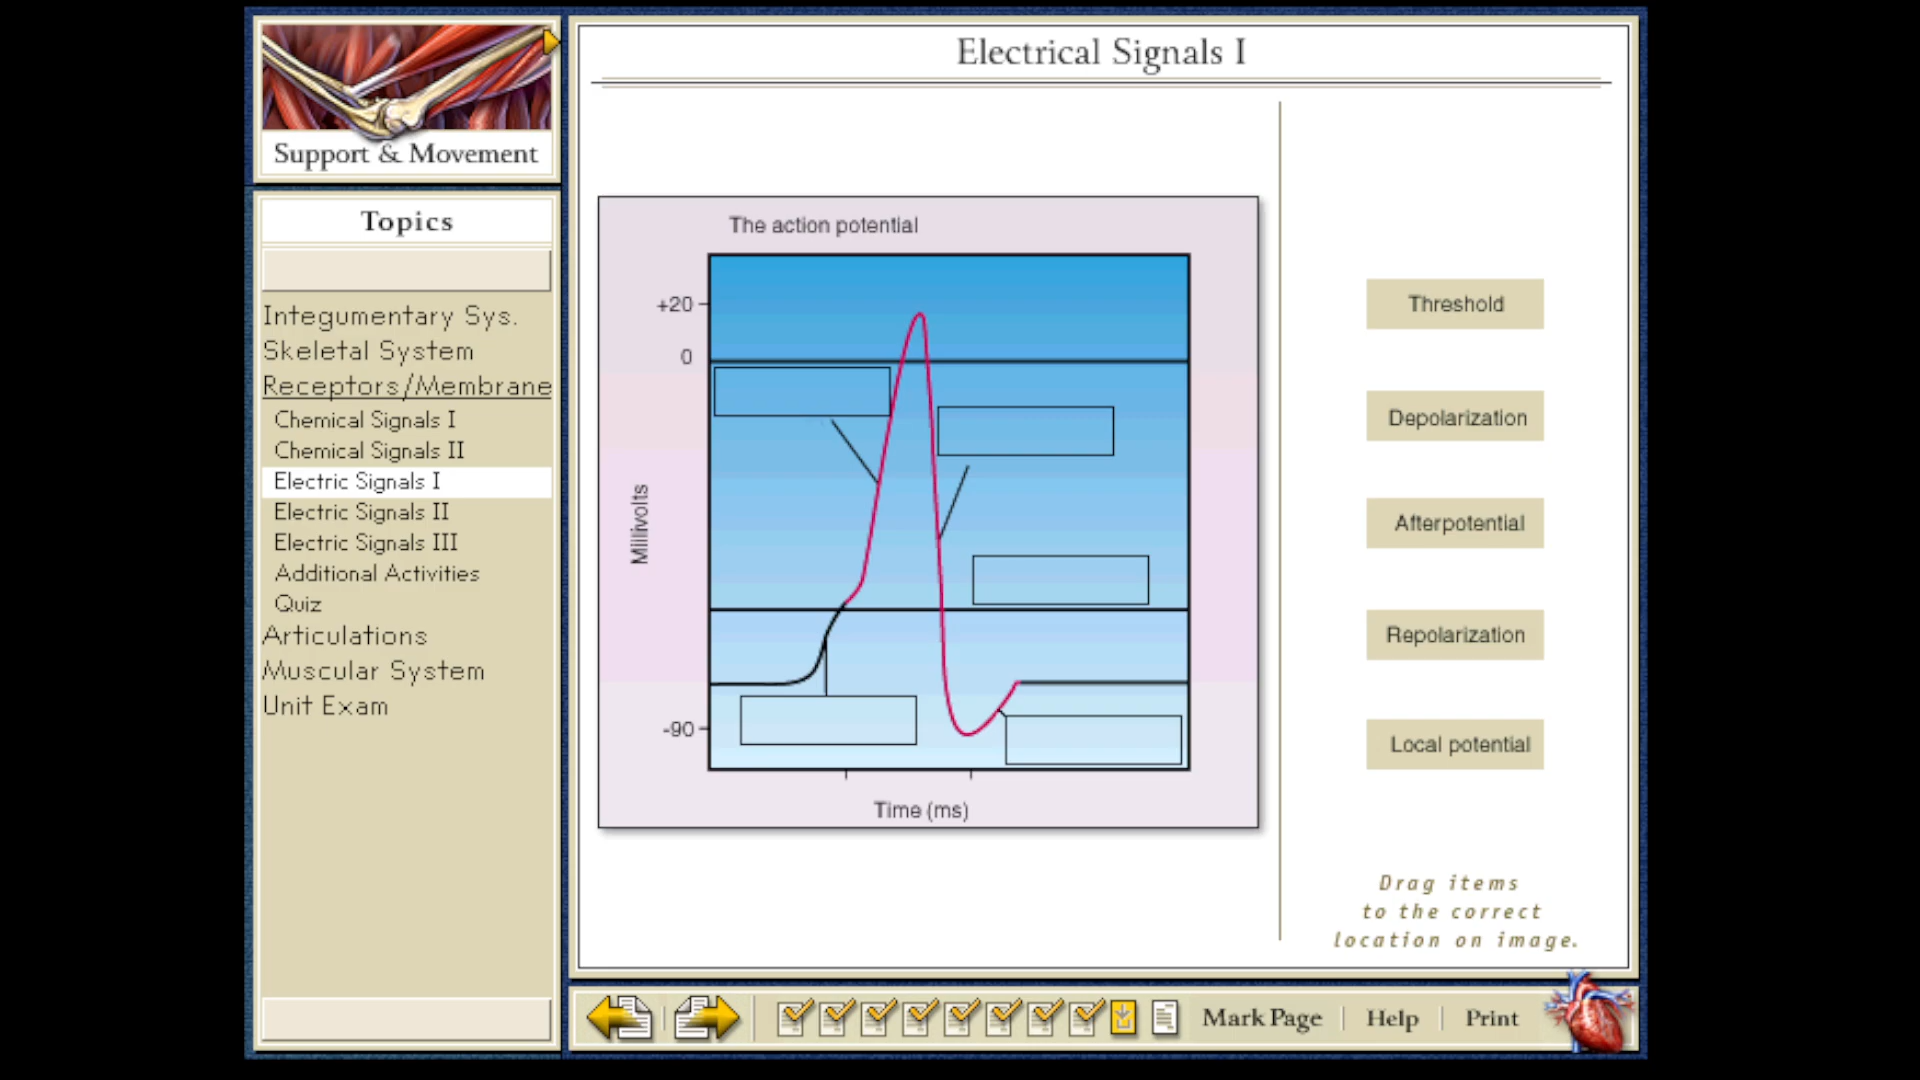 Support & Movement
Topics
Integumentary Sys.
Skeletal System
Receptors/Membrane
Chemical Signals I
Chemical Signals II
Electric Signals I
Electric Signals II
Electric Signals III
Additional Activities
Quiz
Articulations
Muscular System
Unit Exam
Electrical Signals I
The action potential
+20
0
Millivolts
-90
Time (ms)
Threshold
Depolarization
Afterpotential
Repolarization
Local potential
Drag items
to the correct
location on image.
Mark Page
Help
Print